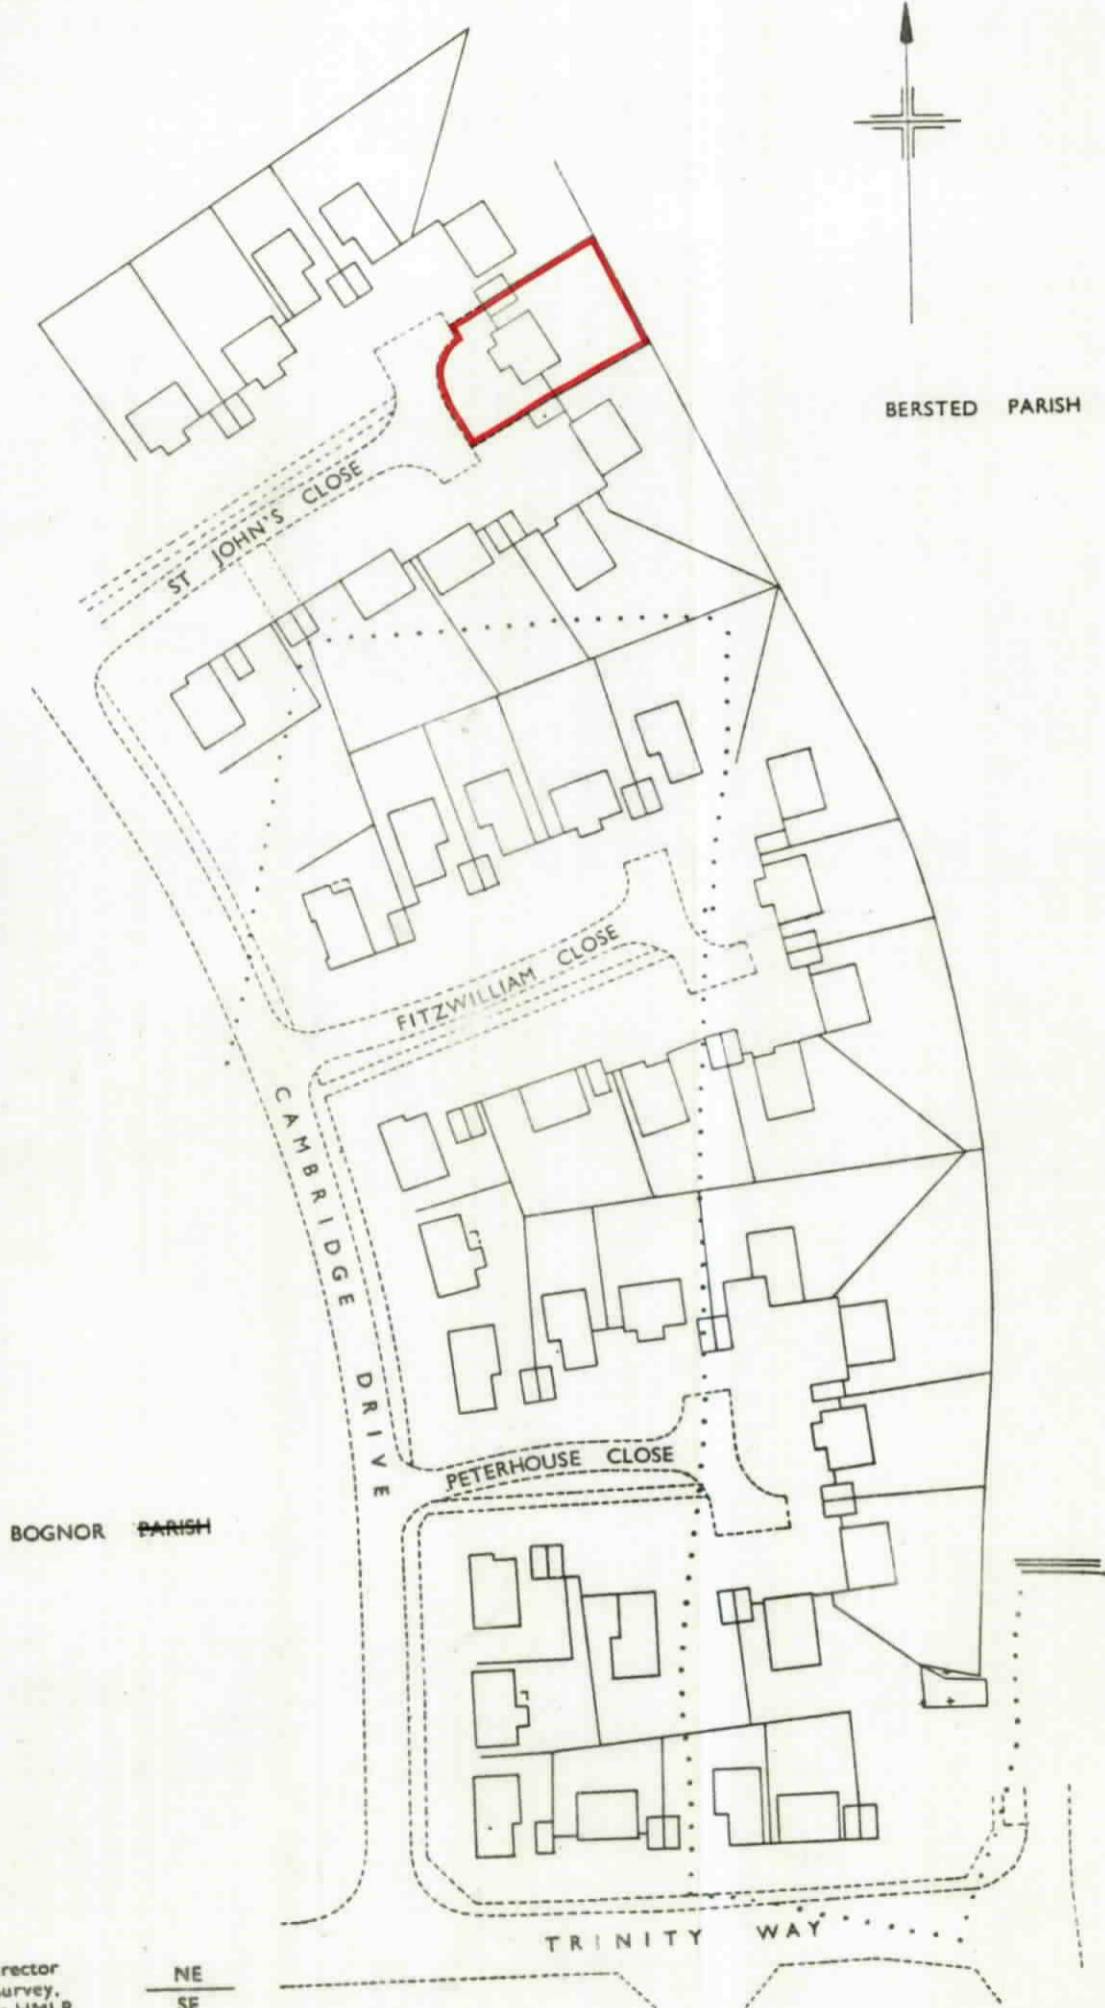 BERSTED PARISH
ST JOHN'S CLOSE
FITZWILLIAM CLOSE
CAMBRIDGE DRIVE
PETERHOUSE CLOSE
BOGNOR PARISH
TRINITY WAY
rector
urvey,
NE
SE